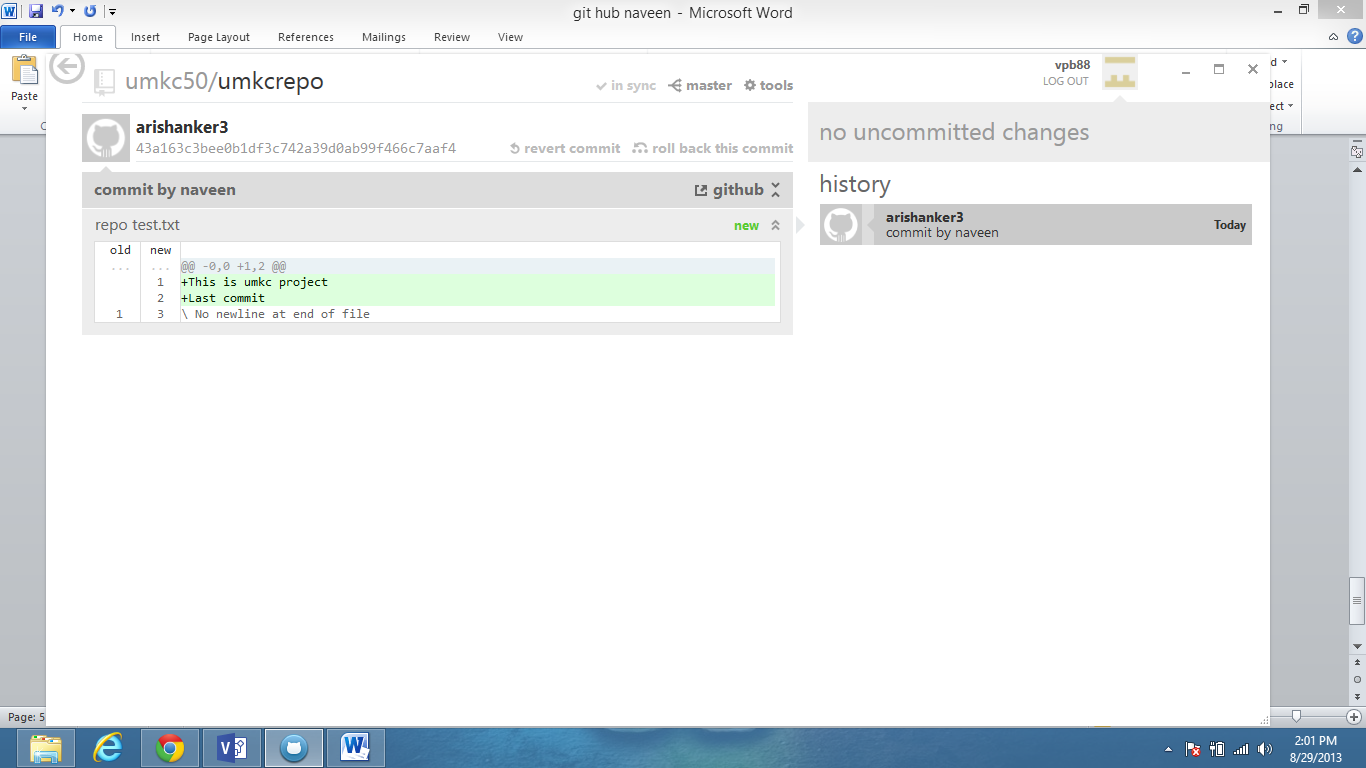 git hub naveen - Microsoft Word
File Home Insert Page Layout References Mailings Review View
Paste
umkc50/umkcrepo
in sync master tools
vpb88
LOG OUT
arishanker3
43a163c3bee0b1df3c742a39d0ab99f466c7aaf4
revert commit roll back this commit
commit by naveen
github
repo test.txt
new
old new
... ... @@ -0,0 +1,2 @@
1 +This is umkc project
2 +Last commit
1 3 \ No newline at end of file
no uncommitted changes
history
arishanker3
commit by naveen
Today
Page: 5
2:01 PM
8/29/2013